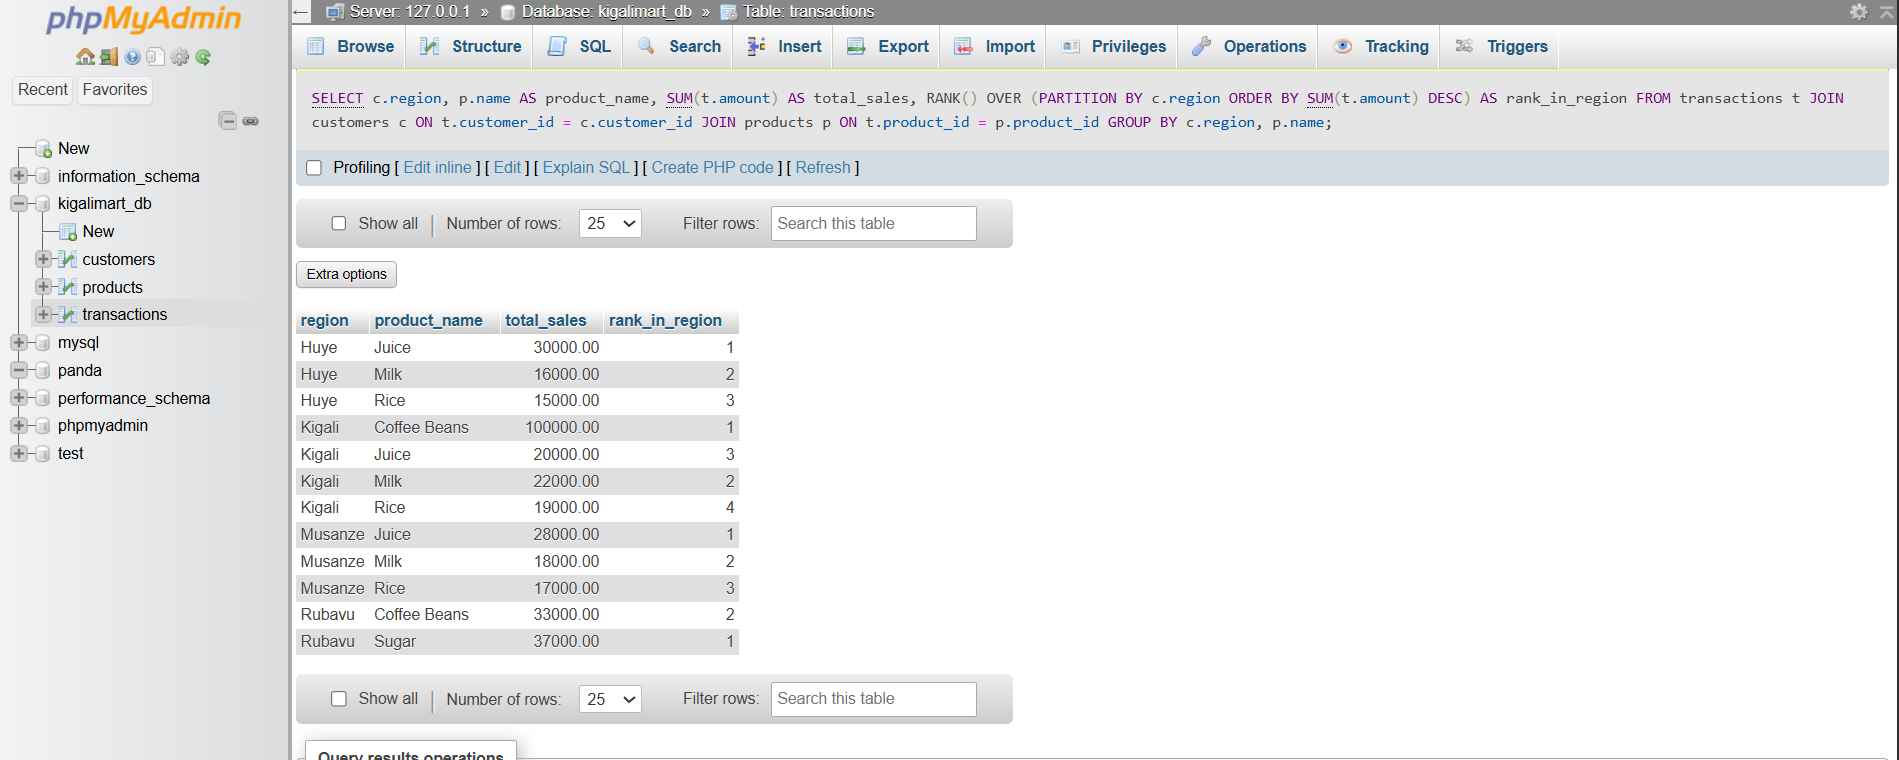 phpMyAdmin
Recent Favorites
New
information_schema
kigalimart_db
New
customers
products
transactions
mysql
panda
performance_schema
phpmyadmin
test
Server: 127.0.0.1 » Database: kigalimart_db » Table: transactions
Browse Structure SQL Search Insert Export Import Privileges Operations Tracking Triggers
SELECT c.region, p.name AS product_name, SUM(t.amount) AS total_sales, RANK() OVER (PARTITION BY c.region ORDER BY SUM(t.amount) DESC) AS rank_in_region FROM transactions t JOIN
customers c ON t.customer_id = c.customer_id JOIN products p ON t.product_id = p.product_id GROUP BY c.region, p.name;
Profiling [ Edit inline ] [ Edit ] [ Explain SQL ] [ Create PHP code ] [ Refresh ]
Show all Number of rows: 25 Filter rows: Search this table
Extra options
region product_name total_sales rank_in_region
Huye Juice 30000.00 1
Huye Milk 16000.00 2
Huye Rice 15000.00 3
Kigali Coffee Beans 100000.00 1
Kigali Juice 20000.00 3
Kigali Milk 22000.00 2
Kigali Rice 19000.00 4
Musanze Juice 28000.00 1
Musanze Milk 18000.00 2
Musanze Rice 17000.00 3
Rubavu Coffee Beans 33000.00 2
Rubavu Sugar 37000.00 1
Show all Number of rows: 25 Filter rows: Search this table
Query results operations